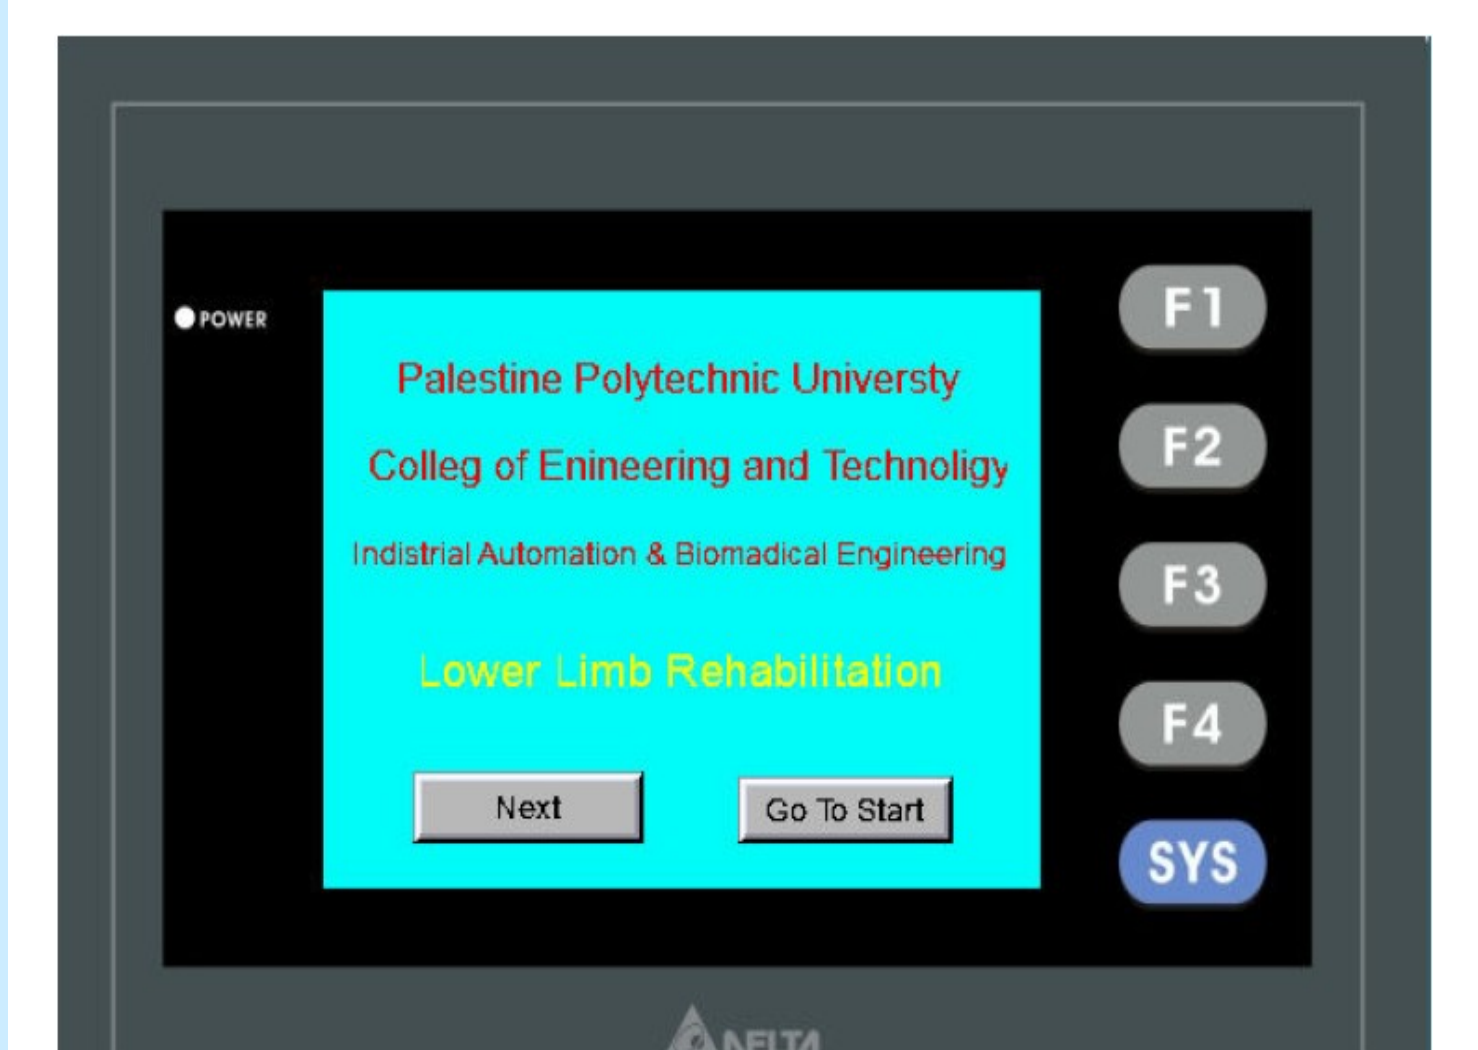 POWER
Palestine Polytechnic Universty
Colleg of Enineering and Technoligy
Indistrial Automation & Biomadical Engineering
Lower Limb Rehabilitation
Next
Go To Start
F1
F2
F3
F4
SYS
NELTA